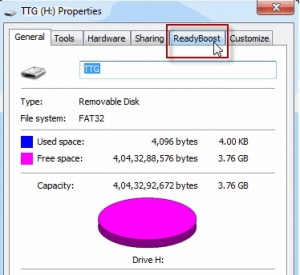 TTG (H:) Properties
General Tools Hardware Sharing ReadyBoost Customize
TTG
Type: Removable Disk
File system: FAT32
Used space: 4,096 bytes 4.00 KB
Free space: 4,04,32,88,576 bytes 3.76 GB
Capacity: 4,04,32,92,672 bytes 3.76 GB
Drive H: